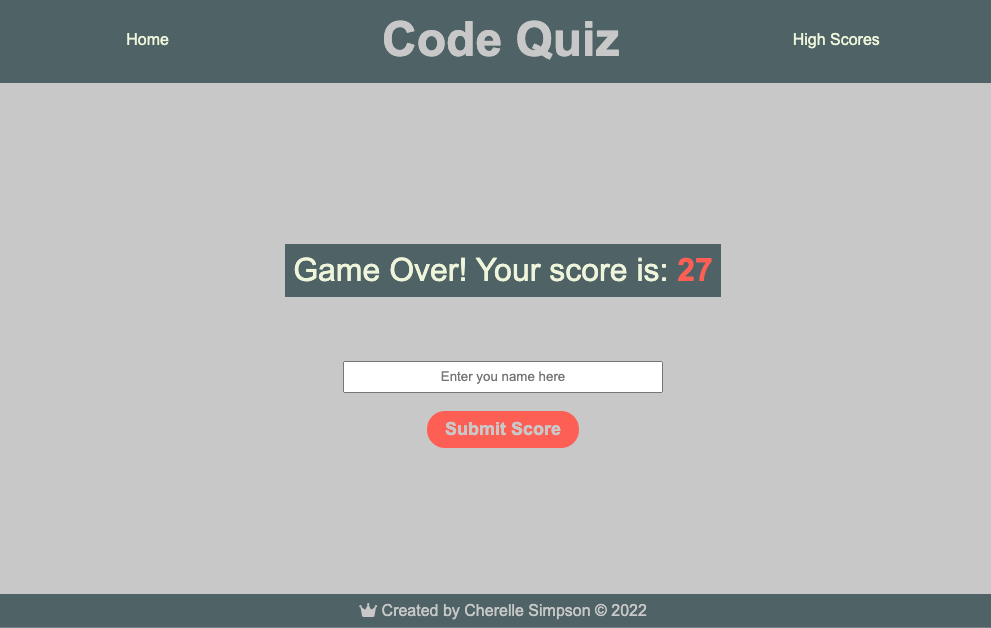 Home
Code Quiz
High Scores
Game Over! Your score is: 27
Enter you name here
Submit Score
Created by Cherelle Simpson © 2022